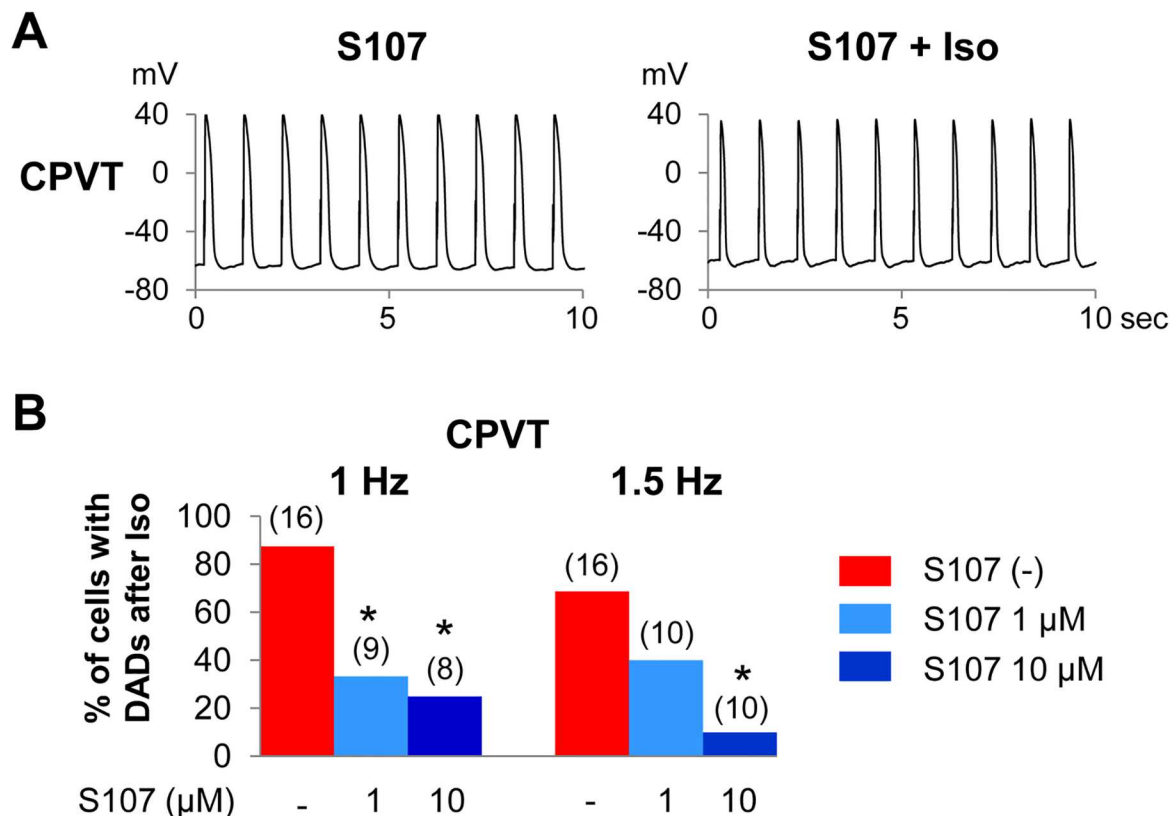 A
S107
S107 + Iso
mV
mV
CPVT
40
0
-40
-80
0
5
10
40
0
-40
-80
0
5
10 sec
B
CPVT
1 Hz
1.5 Hz
% of cells with
DADs after Iso
100
80
60
40
20
0
(16)
*
(9)
*
(8)
(16)
(10)
*
(10)
S107 (-)
S107 1 µM
S107 10 µM
S107 (µM)
-
1
10
-
1
10